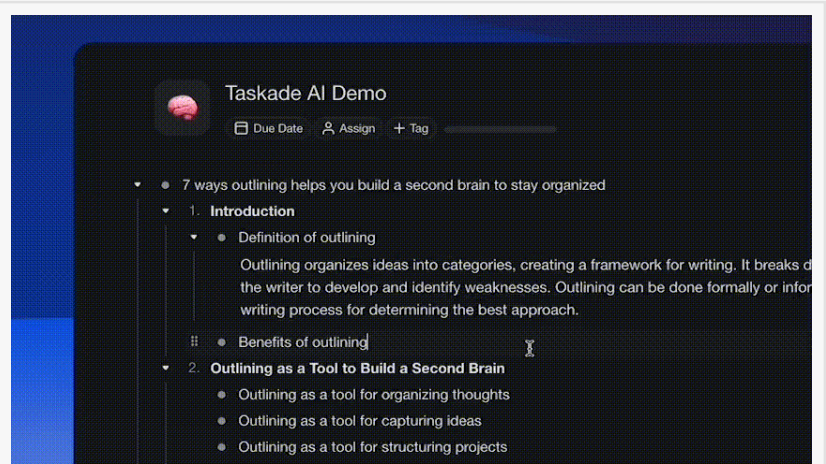 Taskade AI Demo
Due Date Assign + Tag
7 ways outlining helps you build a second brain to stay organized
1. Introduction
Definition of outlining
Outlining organizes ideas into categories, creating a framework for writing. It breaks d
the writer to develop and identify weaknesses. Outlining can be done formally or infor
writing process for determining the best approach.
Benefits of outlining
2. Outlining as a Tool to Build a Second Brain
Outlining as a tool for organizing thoughts
Outlining as a tool for capturing ideas
Outlining as a tool for structuring projects